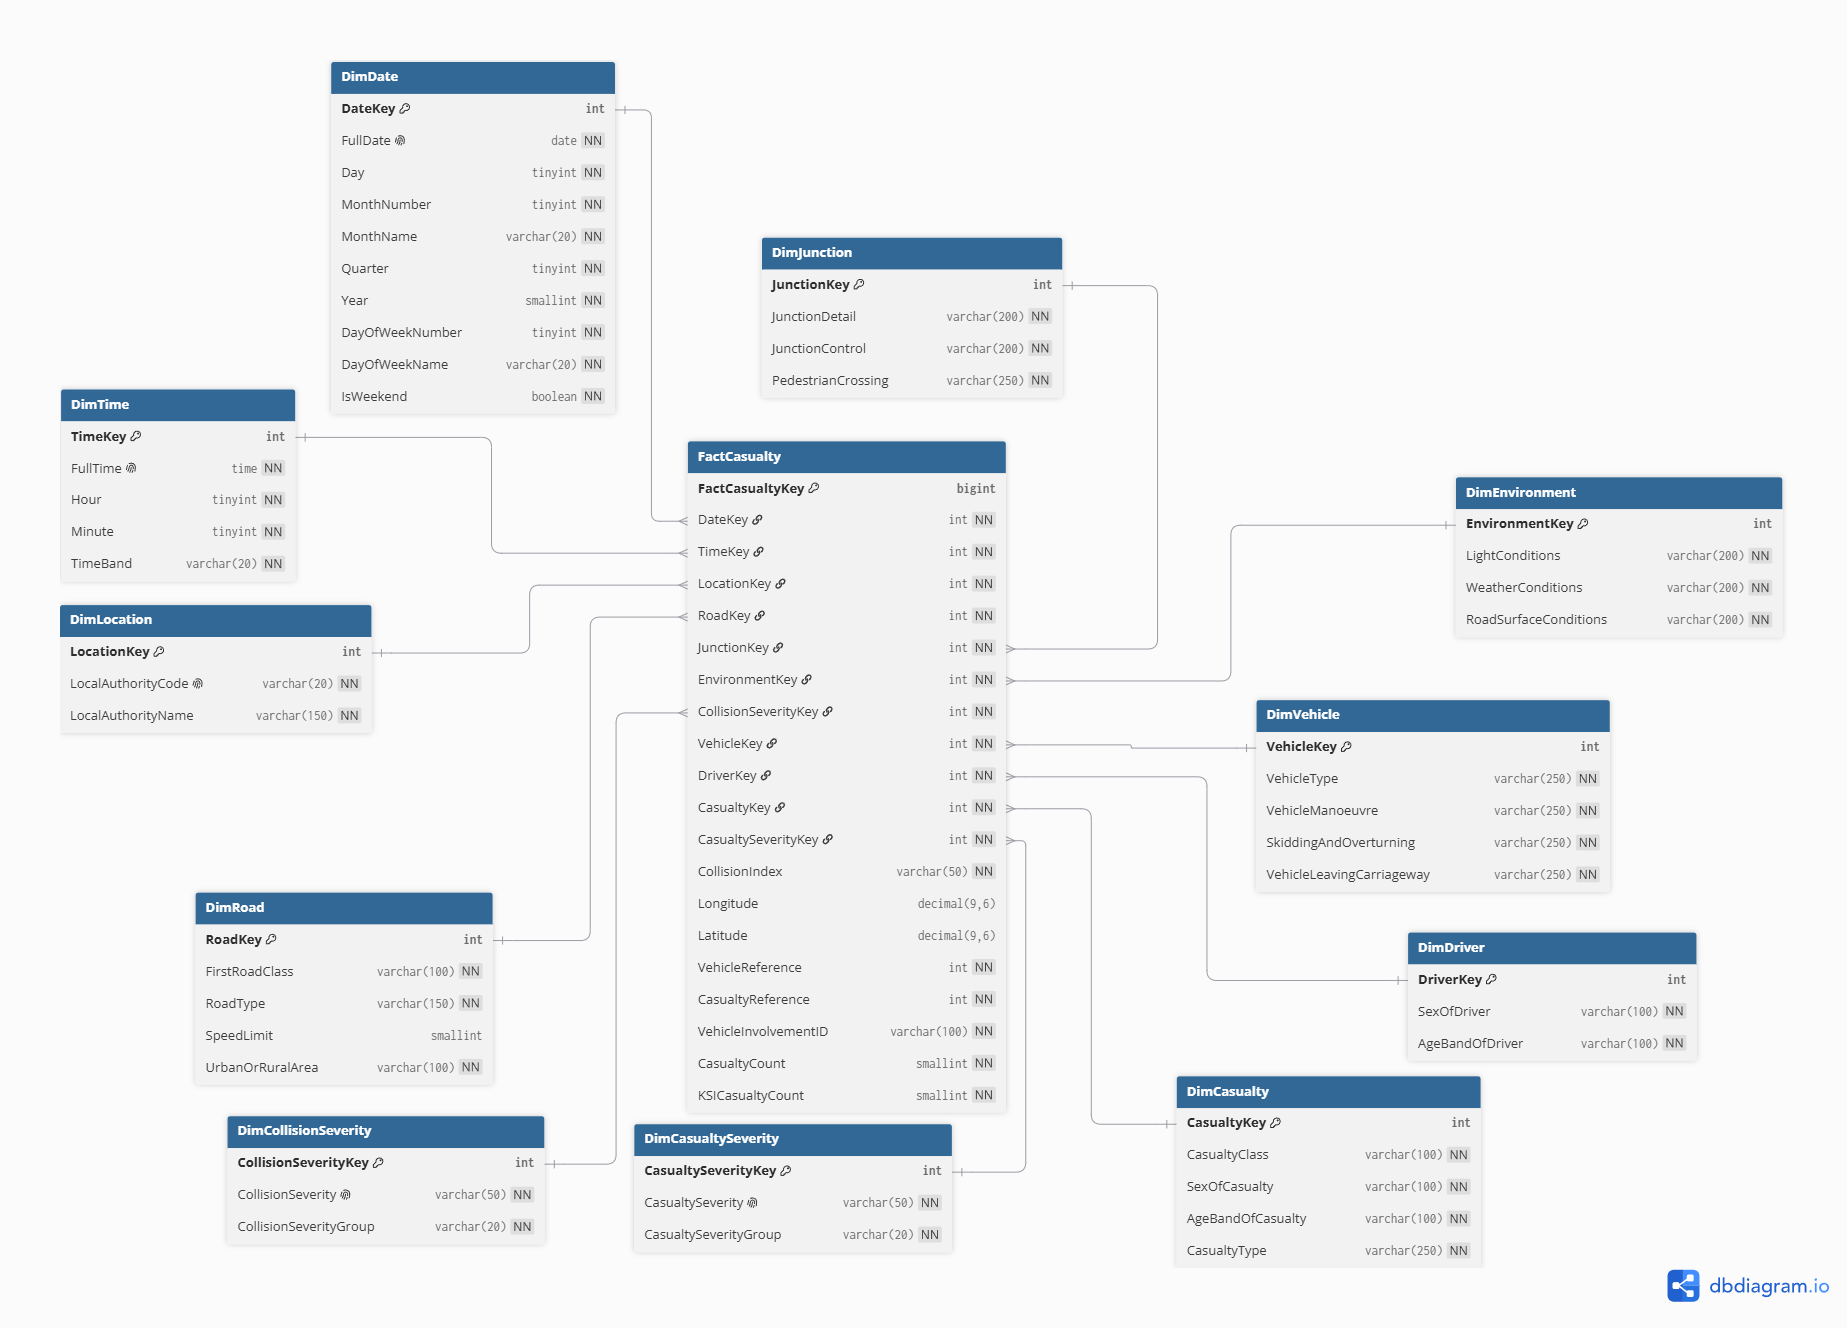 DimDate
DateKey int
FullDate date NN
Day tinyint NN
MonthNumber tinyint NN
MonthName varchar(20) NN
Quarter tinyint NN
Year smallint NN
DayOfWeekNumber tinyint NN
DayOfWeekName varchar(20) NN
IsWeekend boolean NN
DimJunction
JunctionKey int
JunctionDetail varchar(200) NN
JunctionControl varchar(200) NN
PedestrianCrossing varchar(250) NN
DimTime
TimeKey int
FullTime time NN
Hour tinyint NN
Minute tinyint NN
TimeBand varchar(20) NN
FactCasualty
FactCasualtyKey bigint
DateKey int NN
TimeKey int NN
LocationKey int NN
RoadKey int NN
JunctionKey int NN
EnvironmentKey int NN
CollisionSeverityKey int NN
VehicleKey int NN
DriverKey int NN
CasualtyKey int NN
CasualtySeverityKey int NN
CollisionIndex varchar(50) NN
Longitude decimal(9,6)
Latitude decimal(9,6)
VehicleReference int NN
CasualtyReference int NN
VehicleInvolvementID varchar(100) NN
CasualtyCount smallint NN
KSICasualtyCount smallint NN
DimEnvironment
EnvironmentKey int
LightConditions varchar(200) NN
WeatherConditions varchar(200) NN
RoadSurfaceConditions varchar(200) NN
DimLocation
LocationKey int
LocalAuthorityCode varchar(20) NN
LocalAuthorityName varchar(150) NN
DimVehicle
VehicleKey int
VehicleType varchar(250) NN
VehicleManoeuvre varchar(250) NN
SkiddingAndOverturning varchar(250) NN
VehicleLeavingCarriageway varchar(250) NN
DimRoad
RoadKey int
FirstRoadClass varchar(100) NN
RoadType varchar(150) NN
SpeedLimit smallint
UrbanOrRuralArea varchar(100) NN
DimDriver
DriverKey int
SexOfDriver varchar(100) NN
AgeBandOfDriver varchar(100) NN
DimCollisionSeverity
CollisionSeverityKey int
CollisionSeverity varchar(50) NN
CollisionSeverityGroup varchar(20) NN
DimCasualtySeverity
CasualtySeverityKey int
CasualtySeverity varchar(50) NN
CasualtySeverityGroup varchar(20) NN
DimCasualty
CasualtyKey int
CasualtyClass varchar(100) NN
SexOfCasualty varchar(100) NN
AgeBandOfCasualty varchar(100) NN
CasualtyType varchar(250) NN
dbdiagram.io